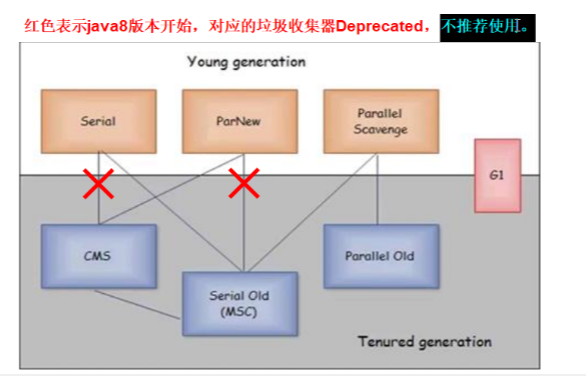 红色表示java8版本开始，对应的垃圾收集器Deprecated，不推荐使用。
Young generation
Serial
ParNew
Parallel
Scavenge
G1
CMS
Serial Old
(MSC)
Parallel Old
Tenured generation